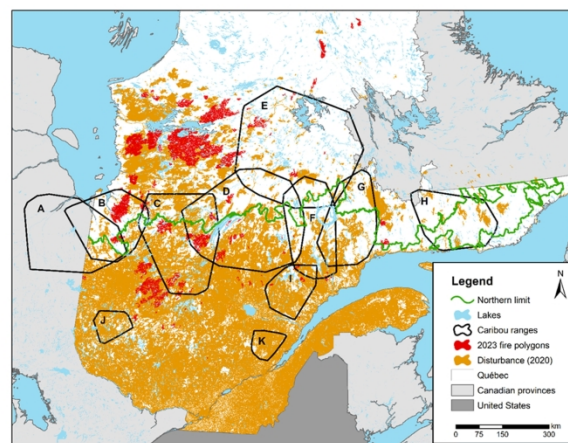 E
A
B
C
D
F
G
H
I
J
K
Legend
N
Northern limit
Lakes
Caribou ranges
2023 fire polygons
Disturbance (2020)
Québec
Canadian provinces
United States
0 75 150 300 km